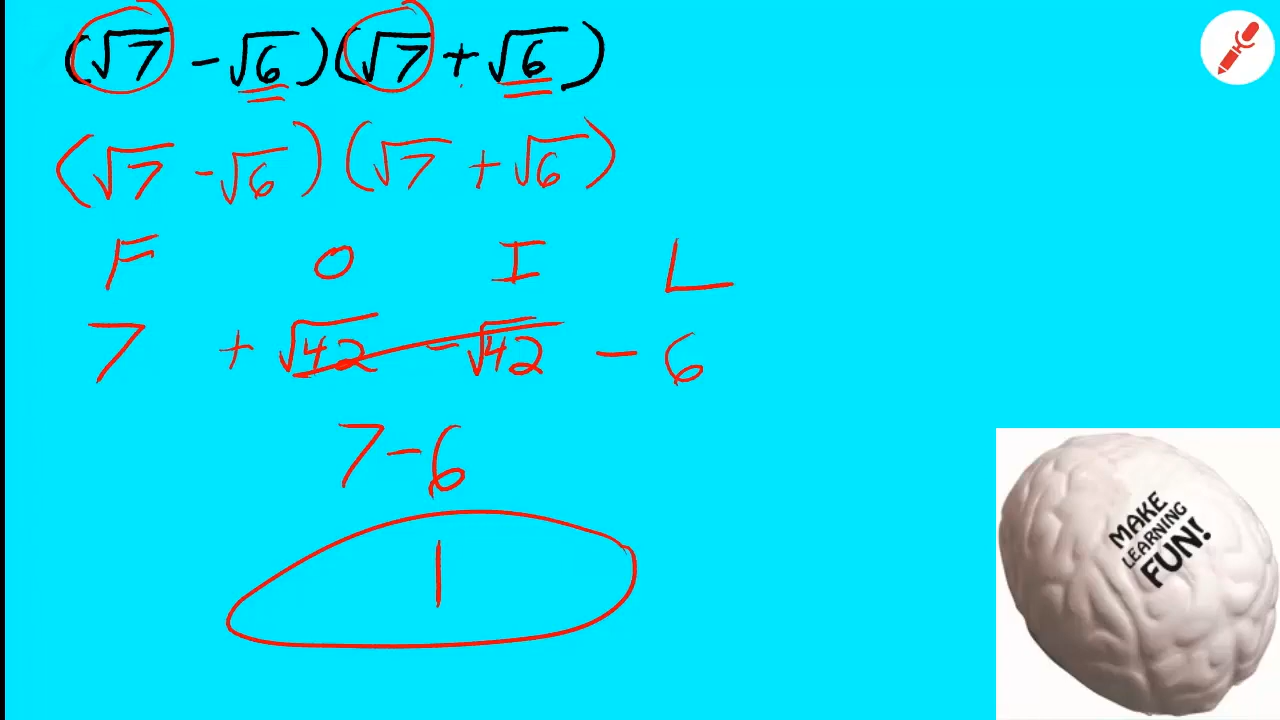 (√7 - √6)(√7 + √6)
(√7 - √6)(√7 + √6)
F O I L
7 + √42 - √42 - 6
7 - 6
1
MAKE
LEARNING
FUN!